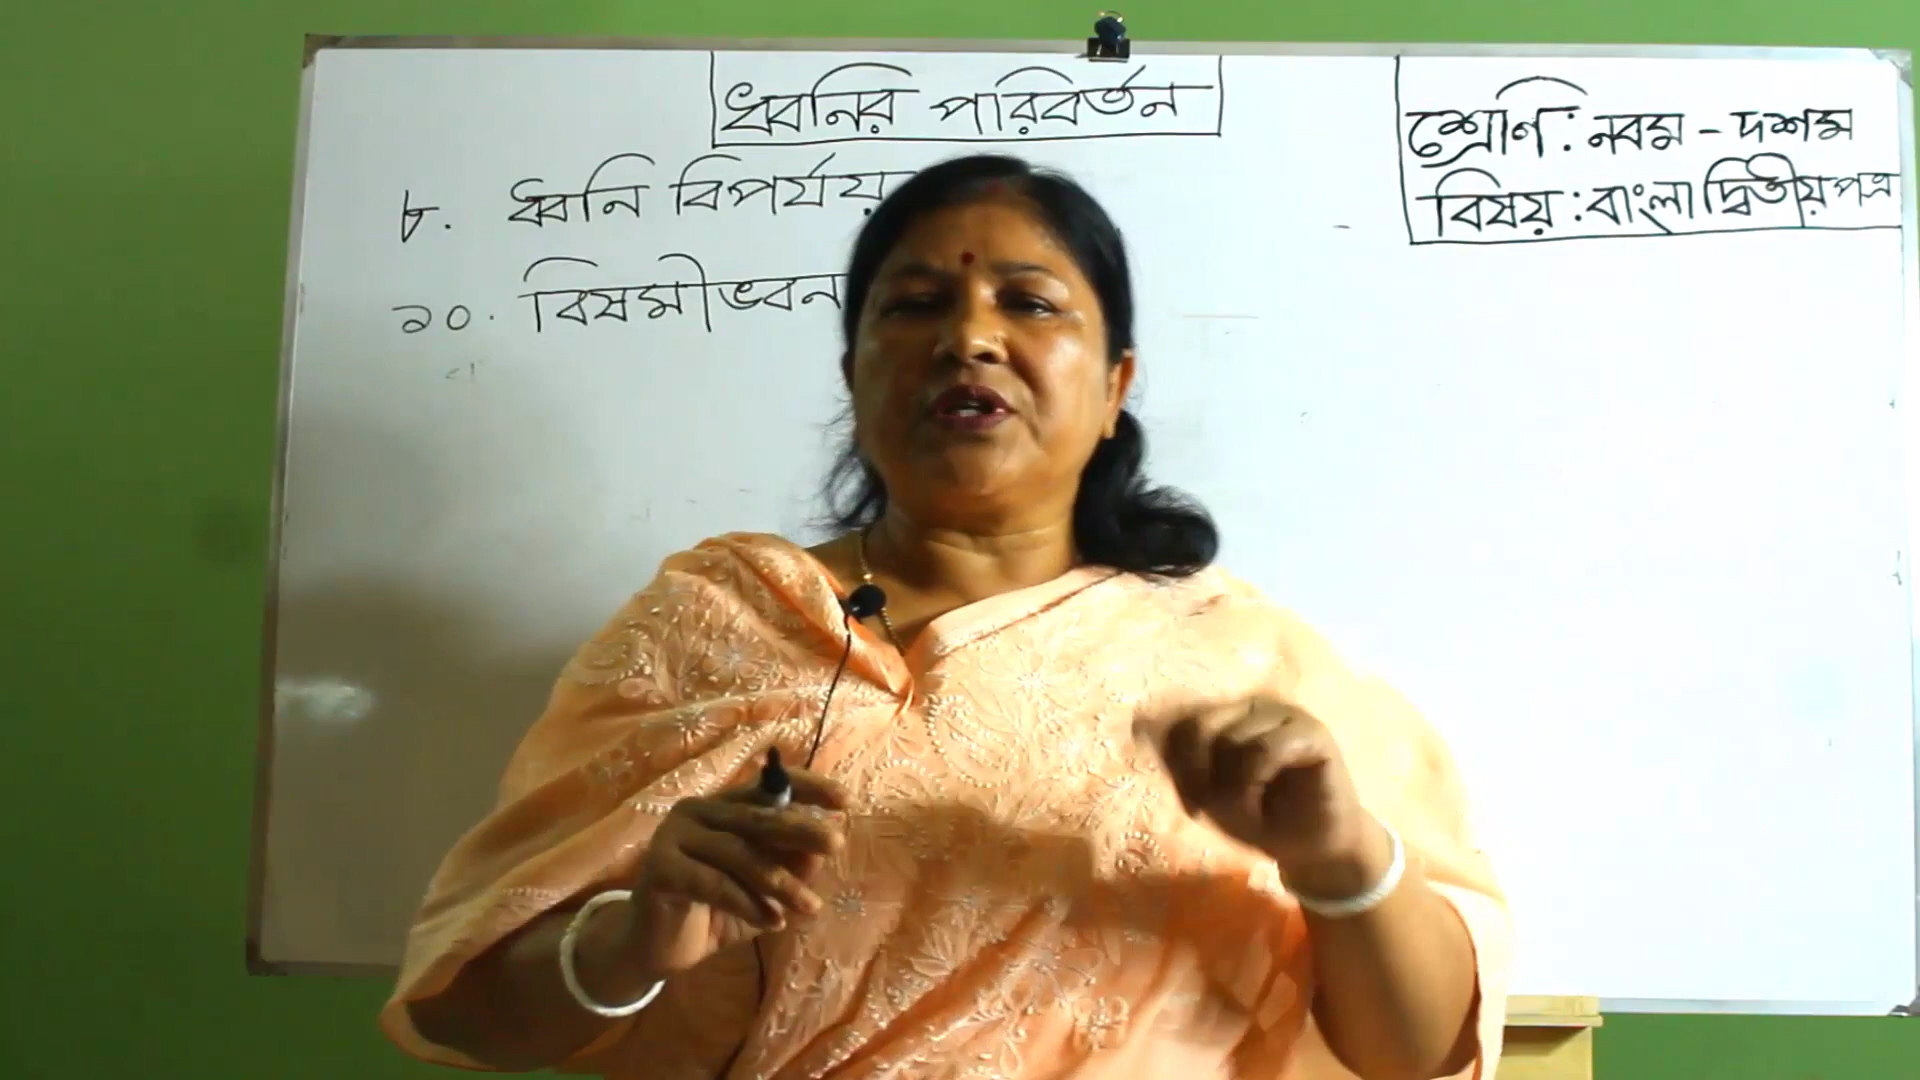 ধ্বনির পরিবর্তন
শ্রেণি: নবম - দশম
বিষয়: বাংলা দ্বিতীয় পত্র
৮. ধ্বনি বিপর্যয়
১০. বিষমীভবন